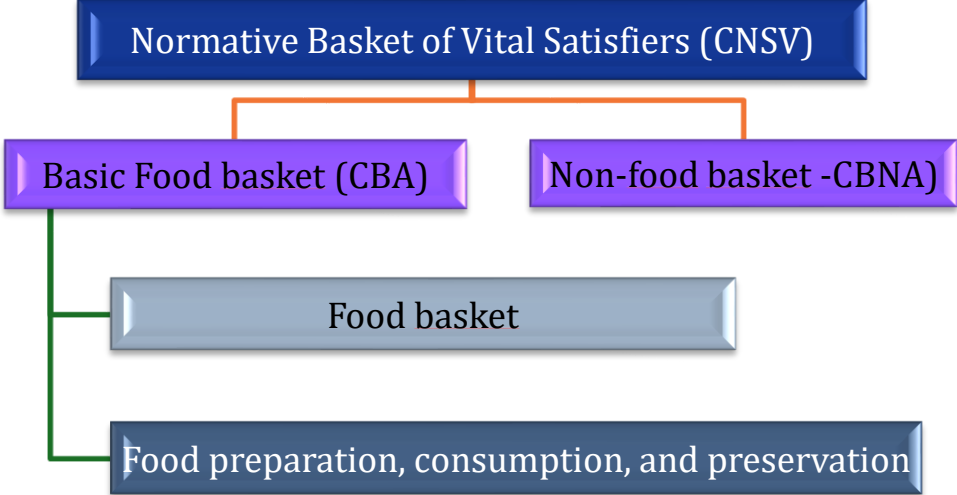 Normative Basket of Vital Satisfiers (CNSV)
Basic Food basket (CBA)
Non-food basket -CBNA)
Food basket
Food preparation, consumption, and preservation